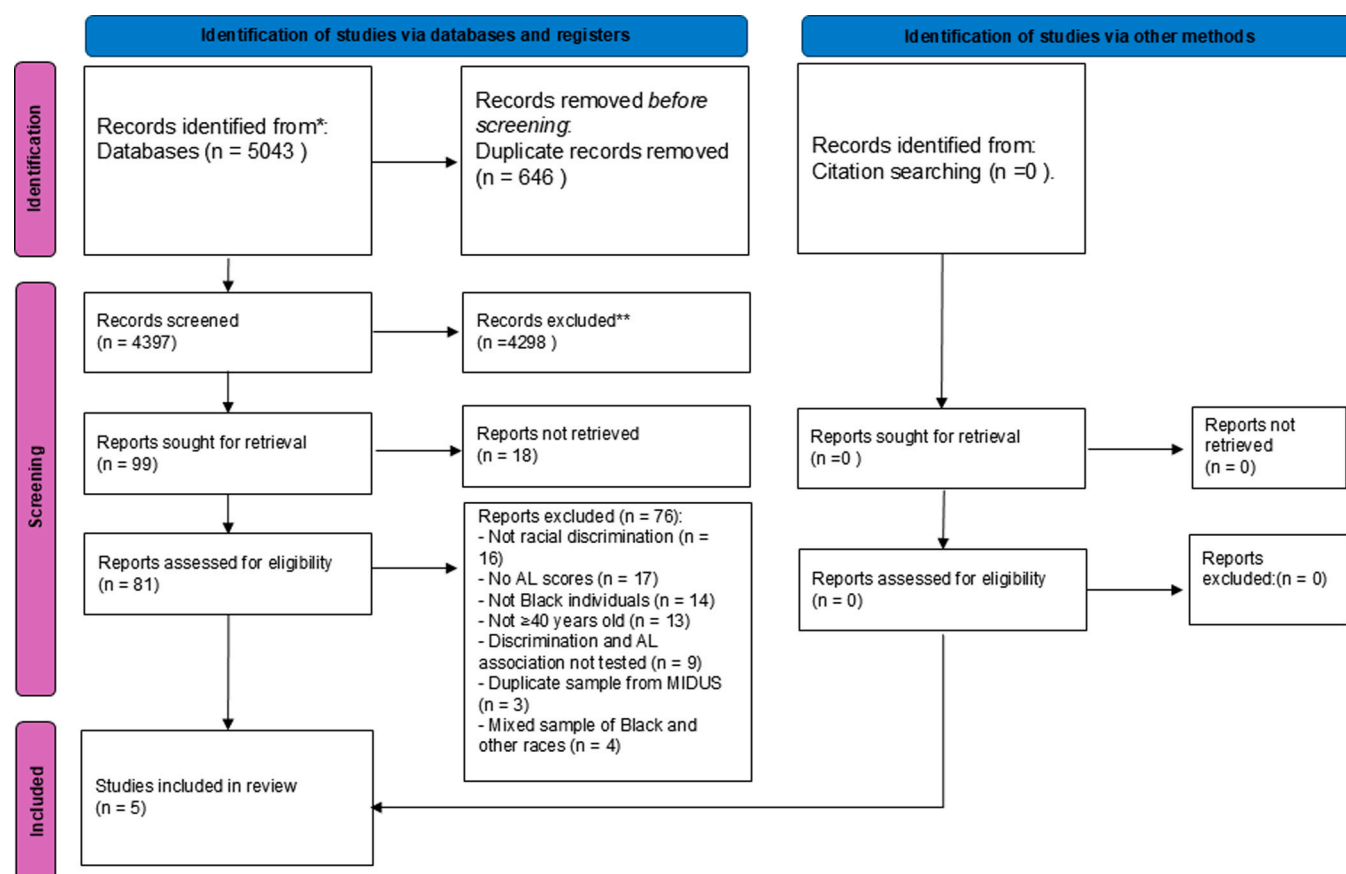 Identification of studies via databases and registers
Identification of studies via other methods
Identification
Records identified from*:
Databases (n = 5043 )
Records removed before
screening:
Duplicate records removed
(n = 646 )
Records identified from:
Citation searching (n =0 ).
Screening
Records screened
(n = 4397)
Records excluded**
(n =4298 )
Reports sought for retrieval
(n = 99)
Reports not retrieved
(n = 18)
Reports sought for retrieval
(n =0 )
Reports not
retrieved
(n = 0)
Reports assessed for eligibility
(n = 81)
Reports excluded (n = 76):
- Not racial discrimination (n =
16)
- No AL scores (n = 17)
- Not Black individuals (n = 14)
- Not ≥40 years old (n = 13)
- Discrimination and AL
association not tested (n = 9)
- Duplicate sample from MIDUS
(n = 3)
- Mixed sample of Black and
other races (n = 4)
Reports assessed for eligibility
(n = 0)
Reports
excluded:(n = 0)
Included
Studies included in review
(n = 5)